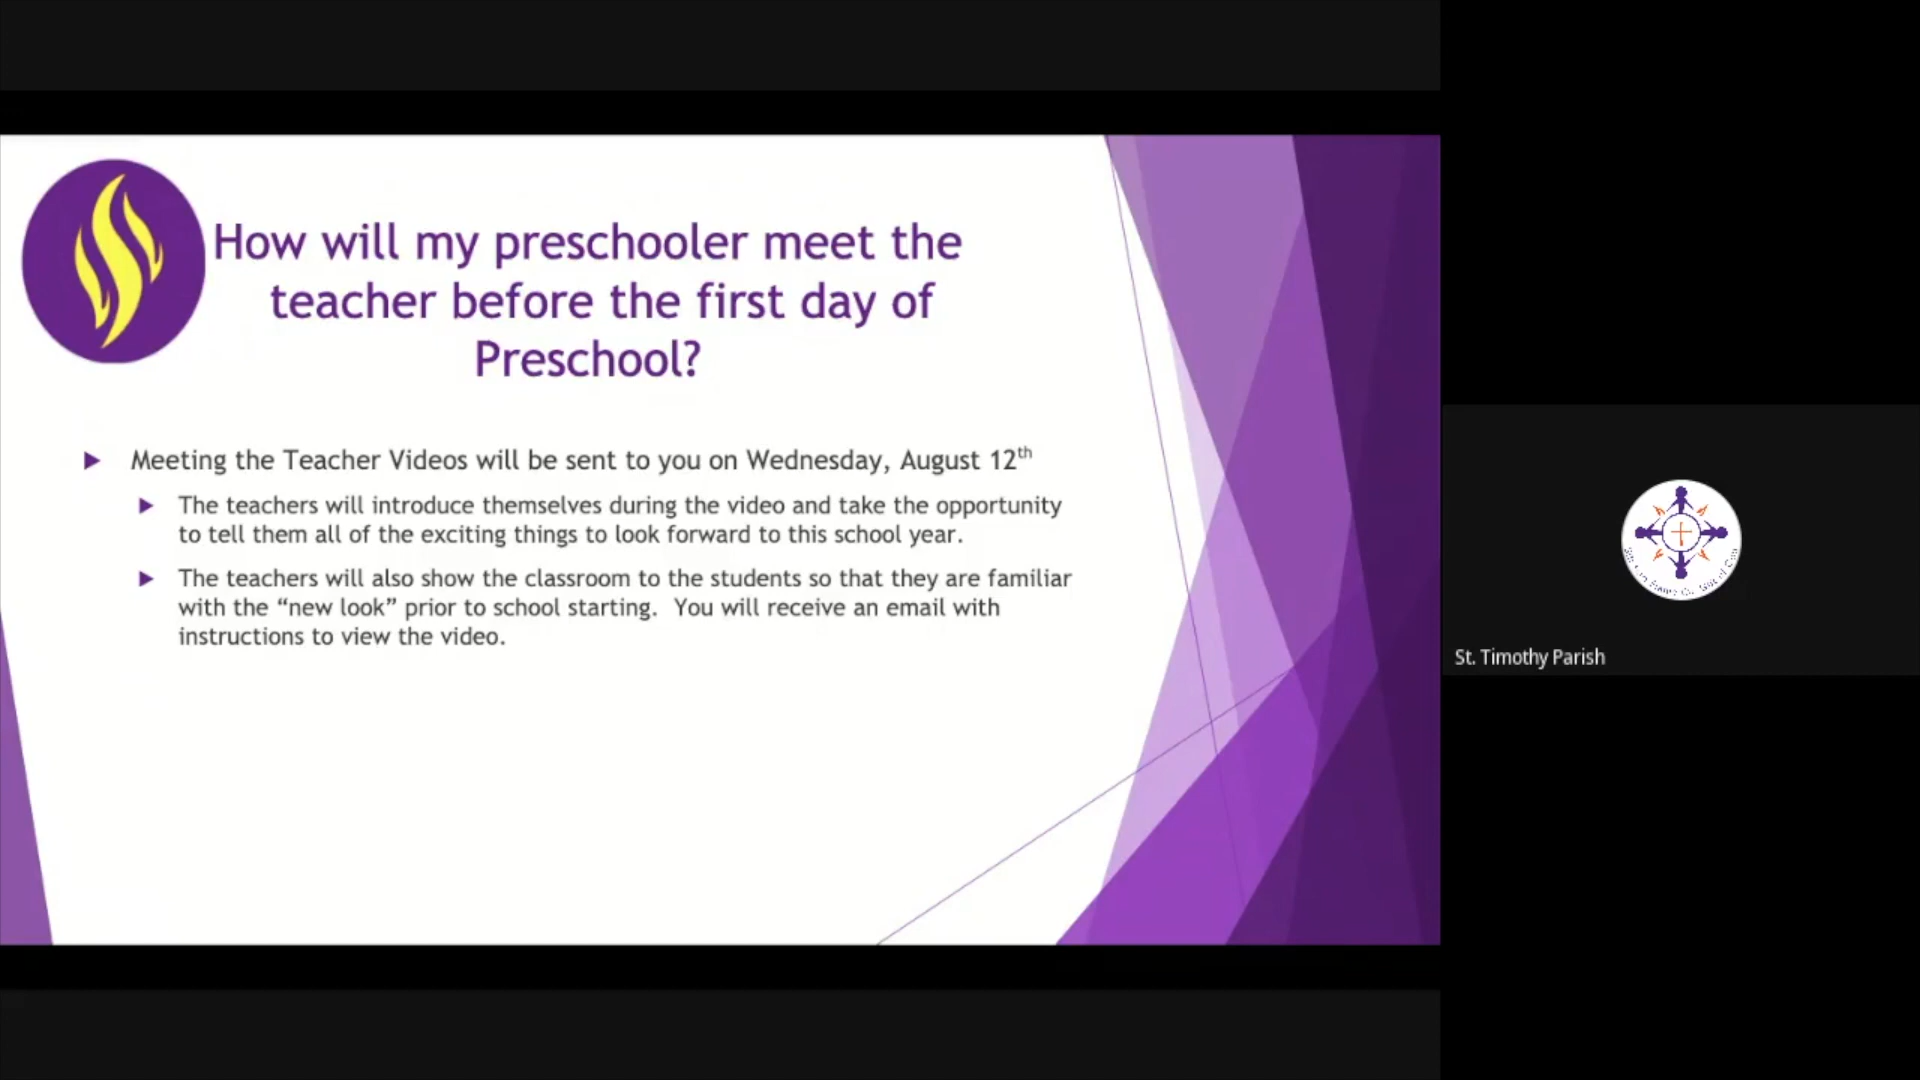 How will my preschooler meet the
teacher before the first day of
Preschool?
Meeting the Teacher Videos will be sent to you on Wednesday, August 12th
The teachers will introduce themselves during the video and take the opportunity
to tell them all of the exciting things to look forward to this school year.
The teachers will also show the classroom to the students so that they are familiar
with the “new look” prior to school starting.  You will receive an email with
instructions to view the video.
St. Timothy Parish